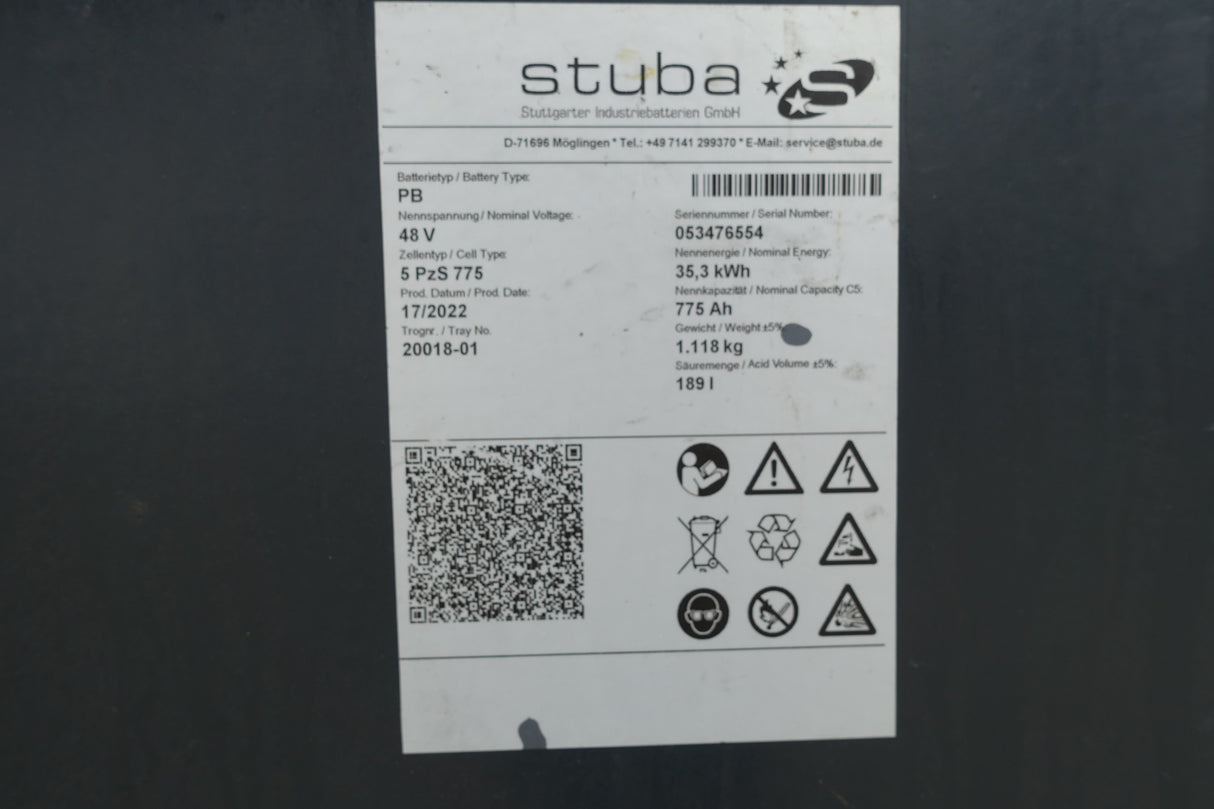 stuba
Stuttgarter Industriebatterien GmbH
D-71696 Möglingen * Tel.: +49 7141 299370 * E-Mail: service@stuba.de
Batterietyp / Battery Type:
PB
Nennspannung / Nominal Voltage:
48 V
Zellentyp / Cell Type:
5 PzS 775
Prod. Datum / Prod. Date:
17/2022
Trognr. / Tray No.
20018-01
Seriennummer / Serial Number:
053476554
Nennenergie / Nominal Energy:
35,3 kWh
Nennkapazität / Nominal Capacity C5:
775 Ah
Gewicht / Weight ±5%
1.118 kg
Säuremenge / Acid Volume ±5%:
189 l